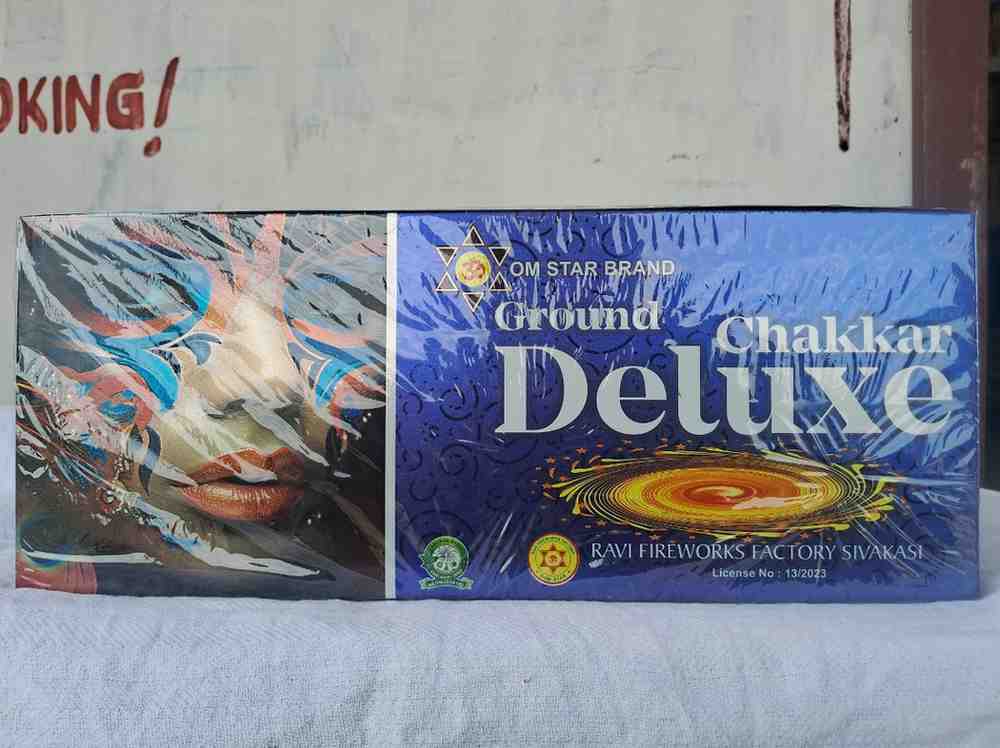 OKING!
OM STAR BRAND
Ground
Chakkar
Deluxe
RAVI FIREWORKS FACTORY SIVAKASI
License No : 13/2023